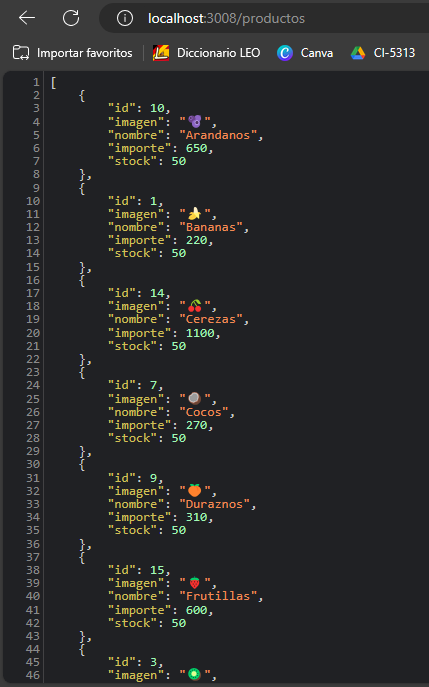 localhost:3008/productos
Importar favoritos Diccionario LEO Canva CI-5313
1 [
2 {
3 "id": 10,
4 "imagen": "🫐",
5 "nombre": "Arandanos",
6 "importe": 650,
7 "stock": 50
8 },
9 {
10 "id": 1,
11 "imagen": "🍌",
12 "nombre": "Bananas",
13 "importe": 220,
14 "stock": 50
15 },
16 {
17 "id": 14,
18 "imagen": "🍒",
19 "nombre": "Cerezas",
20 "importe": 1100,
21 "stock": 50
22 },
23 {
24 "id": 7,
25 "imagen": "🥥",
26 "nombre": "Cocos",
27 "importe": 270,
28 "stock": 50
29 },
30 {
31 "id": 9,
32 "imagen": "🍑",
33 "nombre": "Duraznos",
34 "importe": 310,
35 "stock": 50
36 },
37 {
38 "id": 15,
39 "imagen": "🍓",
40 "nombre": "Frutillas",
41 "importe": 600,
42 "stock": 50
43 },
44 {
45 "id": 3,
46 "imagen": "🥝",